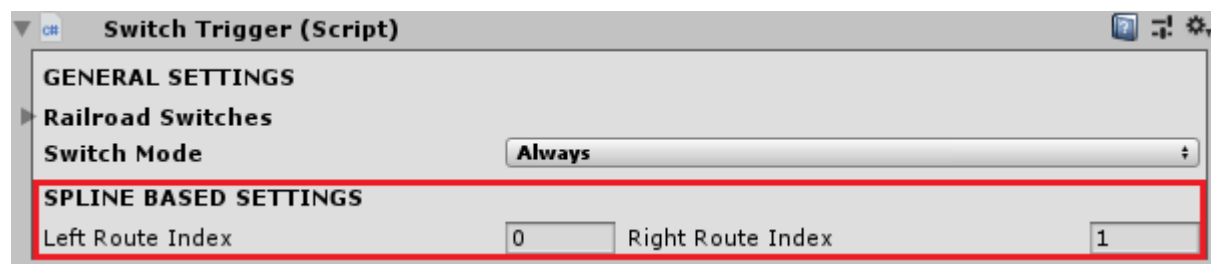 Switch Trigger (Script)
GENERAL SETTINGS
Railroad Switches
Switch Mode Always
SPLINE BASED SETTINGS
Left Route Index 0 Right Route Index 1